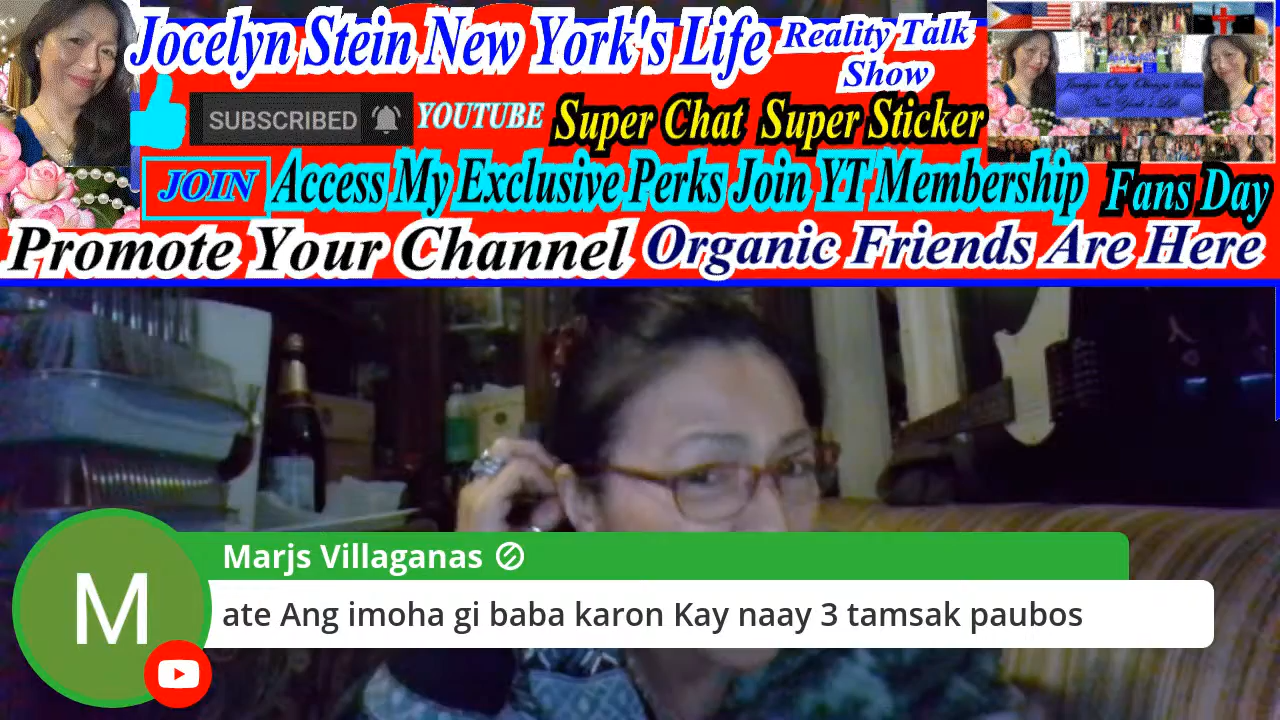 Jocelyn Stein New York's Life
Reality Talk
Show
SUBSCRIBED
YOUTUBE
Super Chat Super Sticker
JOIN
Access My Exclusive Perks Join YT Membership
Fans Day
Promote Your Channel
Organic Friends Are Here
M
Marjs Villaganas
ate Ang imoha gi baba karon Kay naay 3 tamsak paubos